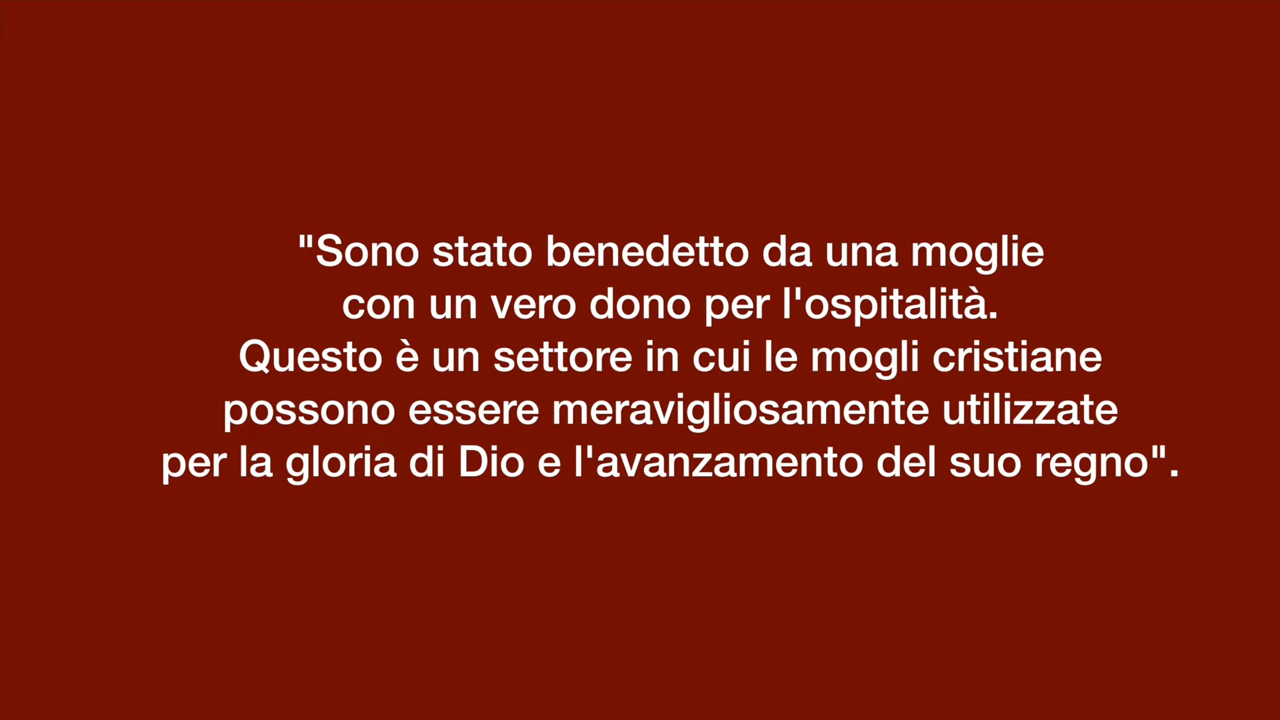 "Sono stato benedetto da una moglie
con un vero dono per l'ospitalità.
Questo è un settore in cui le mogli cristiane
possono essere meravigliosamente utilizzate
per la gloria di Dio e l'avanzamento del suo regno".